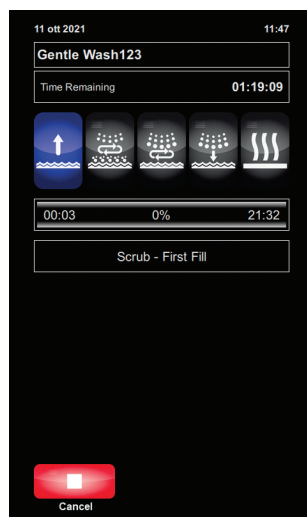 11 ott 2021 11:47
Gentle Wash123
Time Remaining 01:19:09
00:03 0% 21:32
Scrub - First Fill
Cancel